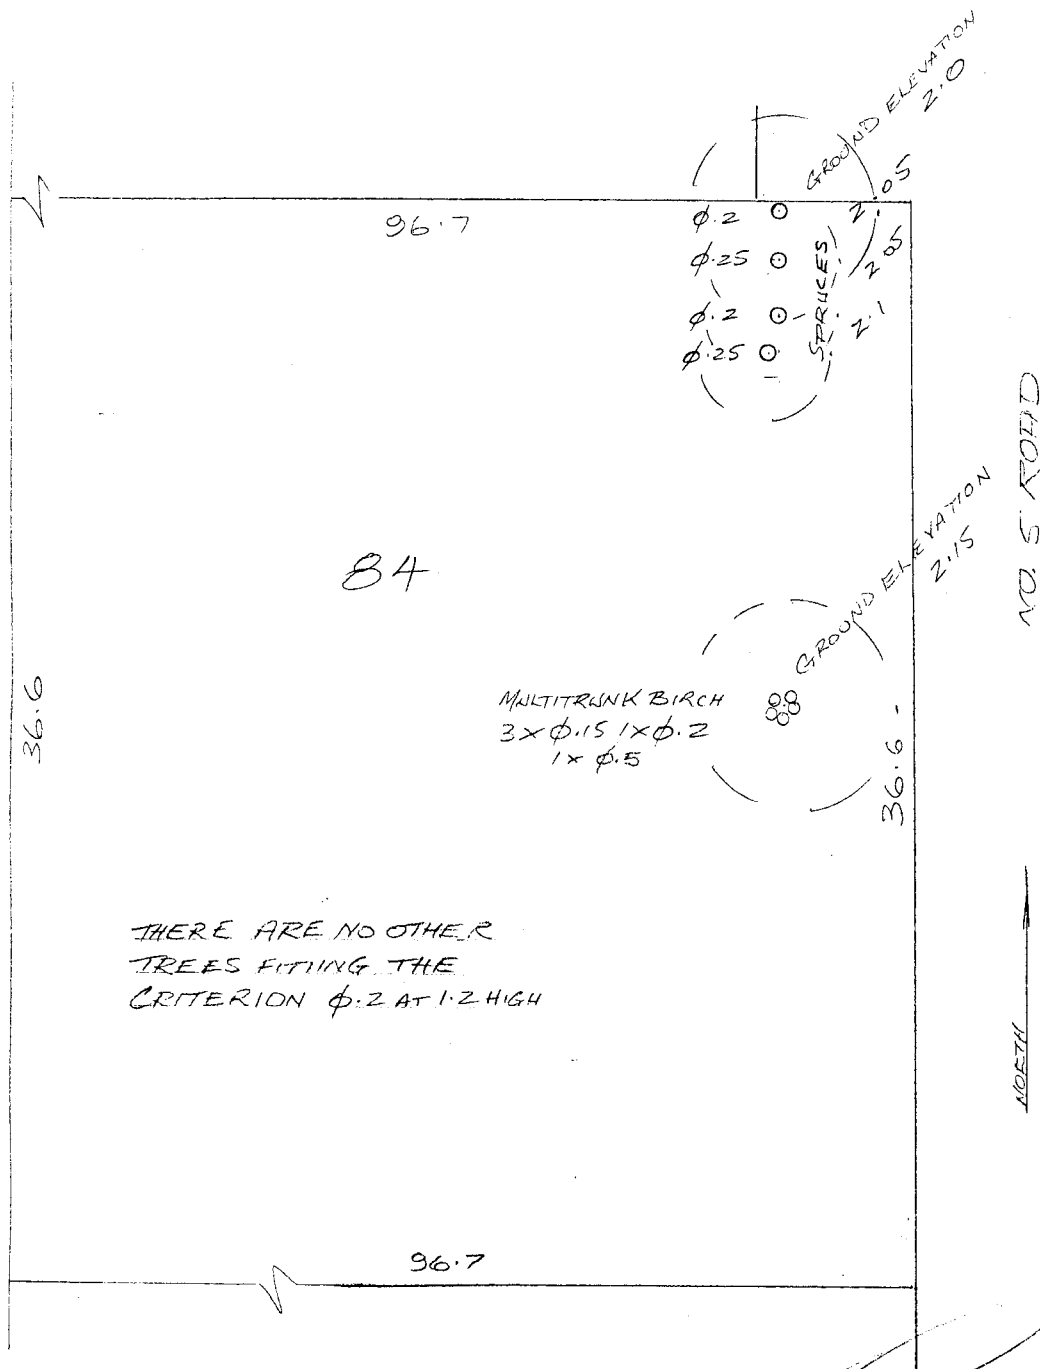 GROUND ELEVATION
2.0
96.7
φ.2
φ.25
φ.2
φ.25
SPRUCES
2.05
2.05
2.1
NO. 5 ROAD
84
GROUND ELEVATION
2.15
36.6
MULTITRUNK BIRCH
3×φ.15 1×φ.2
1× φ.5
36.6
THERE ARE NO OTHER
TREES FITTING THE
CRITERION φ.2 AT 1.2 HIGH
NORTH
96.7